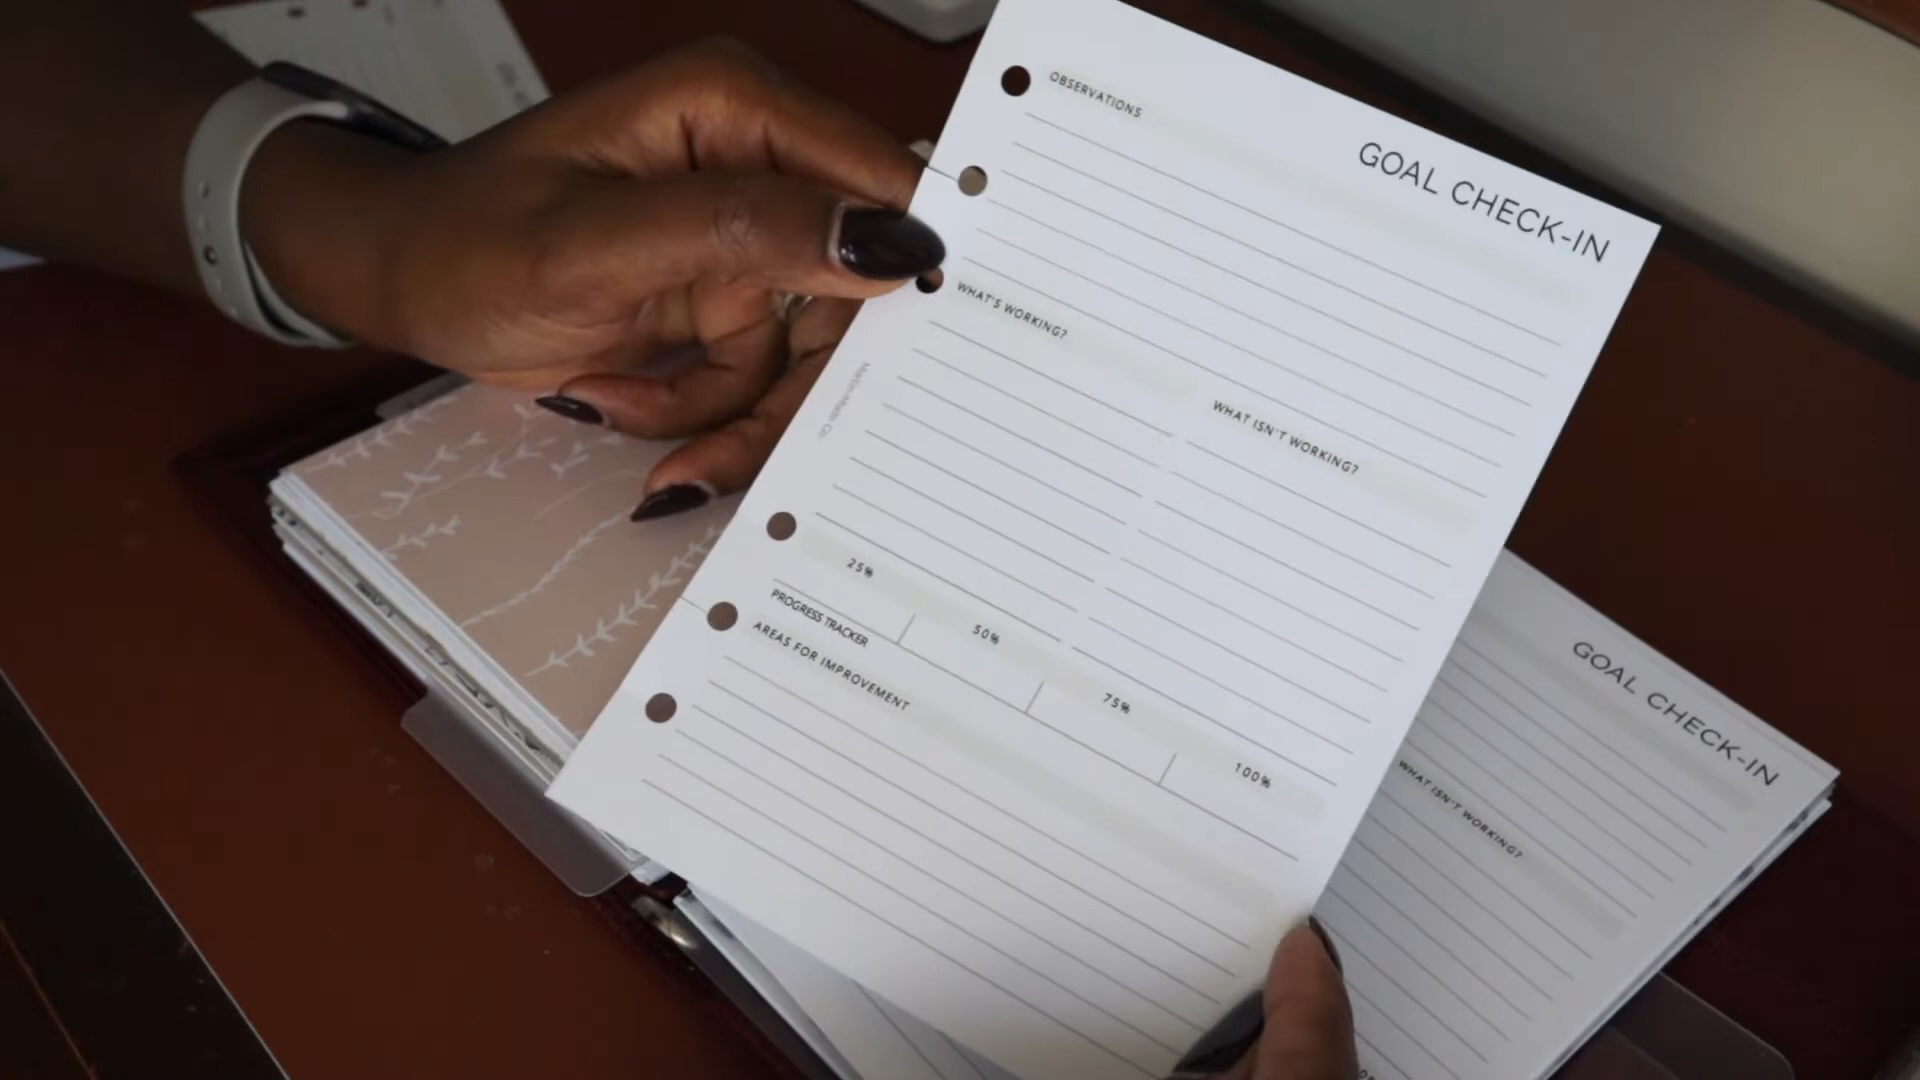 GOAL CHECK-IN
OBSERVATIONS
WHAT'S WORKING?
WHAT ISN'T WORKING?
25%
50%
75%
100%
PROGRESS TRACKER
AREAS FOR IMPROVEMENT
GOAL CHECK-IN
WHAT ISN'T WORKING?